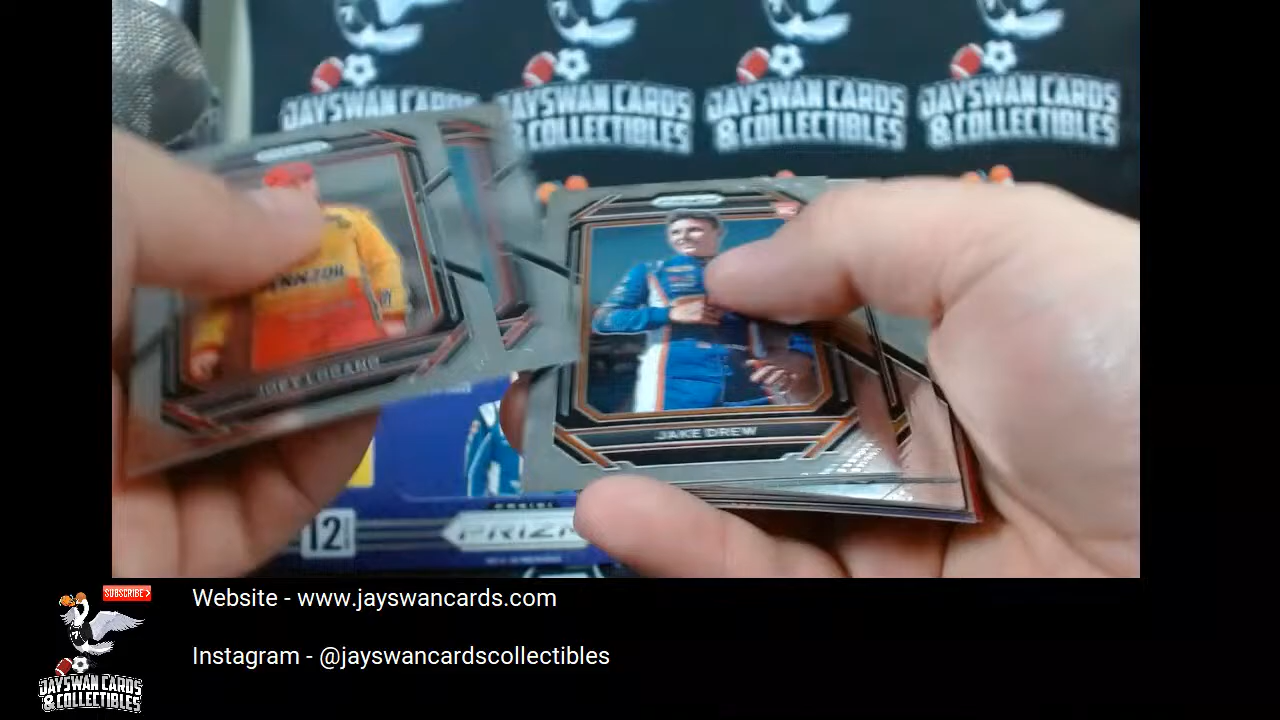 JAYSWAN CARDS
& COLLECTIBLES
JAYSWAN CARDS
& COLLECTIBLES
JAYSWAN CARDS
& COLLECTIBLES
JAYSWAN CARDS
& COLLECTIBLES
JOEY LOGANO
JAKE DREW
12
PANINI
PRIZM
SUBSCRIBE
Website - www.jayswancards.com
Instagram - @jayswancardscollectibles
JAYSWAN CARDS
& COLLECTIBLES